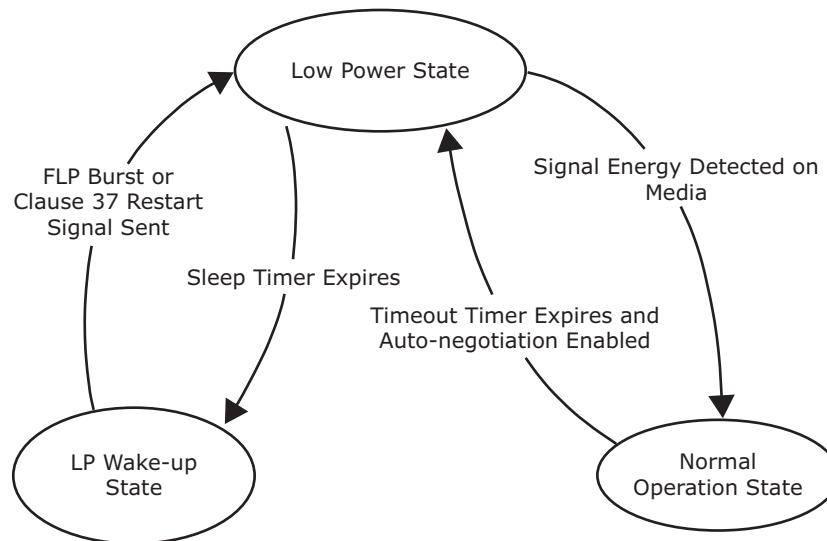 Low Power State
FLP Burst or
Clause 37 Restart
Signal Sent
Signal Energy Detected on
Media
Sleep Timer Expires
Timeout Timer Expires and
Auto-negotiation Enabled
LP Wake-up
State
Normal
Operation State